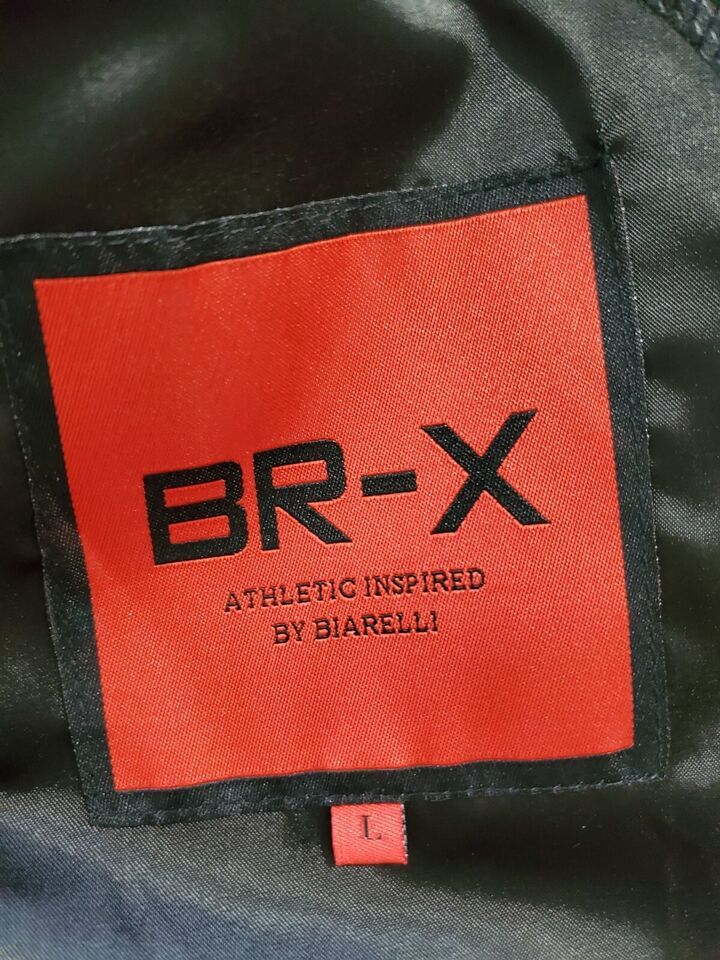 BR-X
ATHLETIC INSPIRED
BY BIARELLI
L